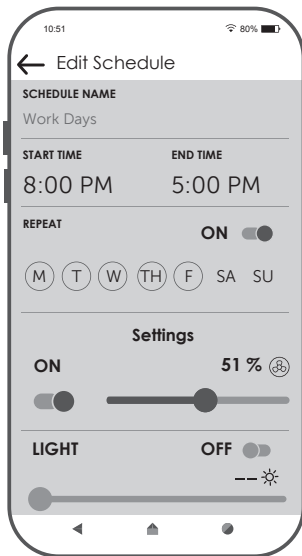 10:51 80%
Edit Schedule
SCHEDULE NAME
Work Days
START TIME END TIME
8:00 PM 5:00 PM
REPEAT ON
M T W TH F SA SU
Settings
ON 51 %
LIGHT OFF
--